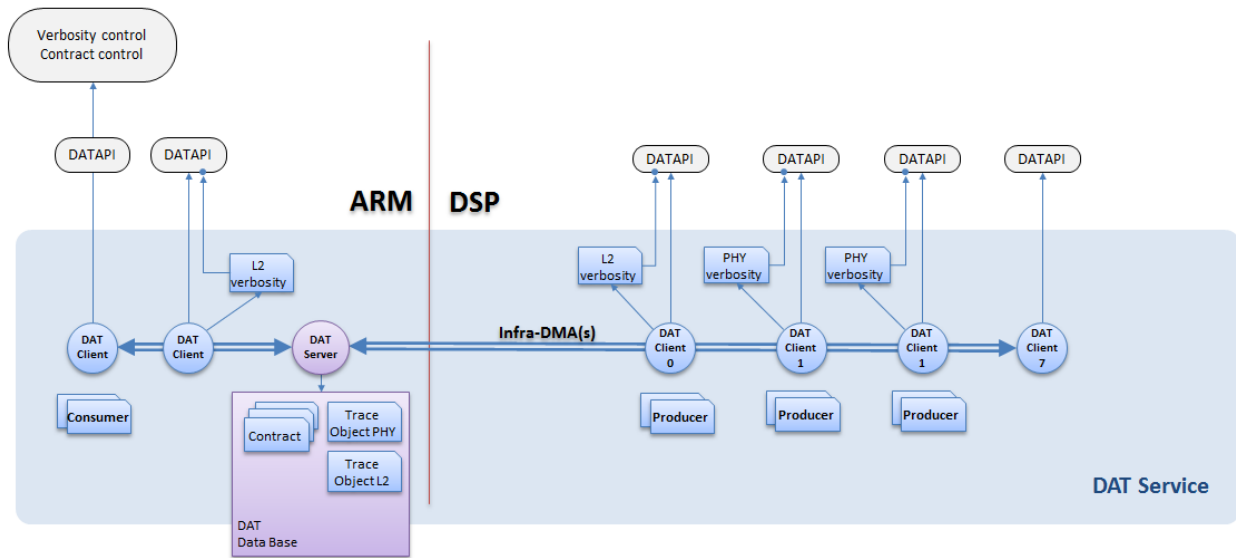 Verbosity control
Contract control
DATAPI
DATAPI
DATAPI
DATAPI
DATAPI
DATAPI
ARM
DSP
L2
verbosity
L2
verbosity
PHY
verbosity
PHY
verbosity
Infra-DMA(s)
DAT
Client
DAT
Client
DAT
Server
DAT
Client
0
DAT
Client
1
DAT
Client
1
DAT
Client
7
Consumer
Producer
Producer
Producer
Contract
Trace
Object PHY
Trace
Object L2
DAT
Data Base
DAT Service